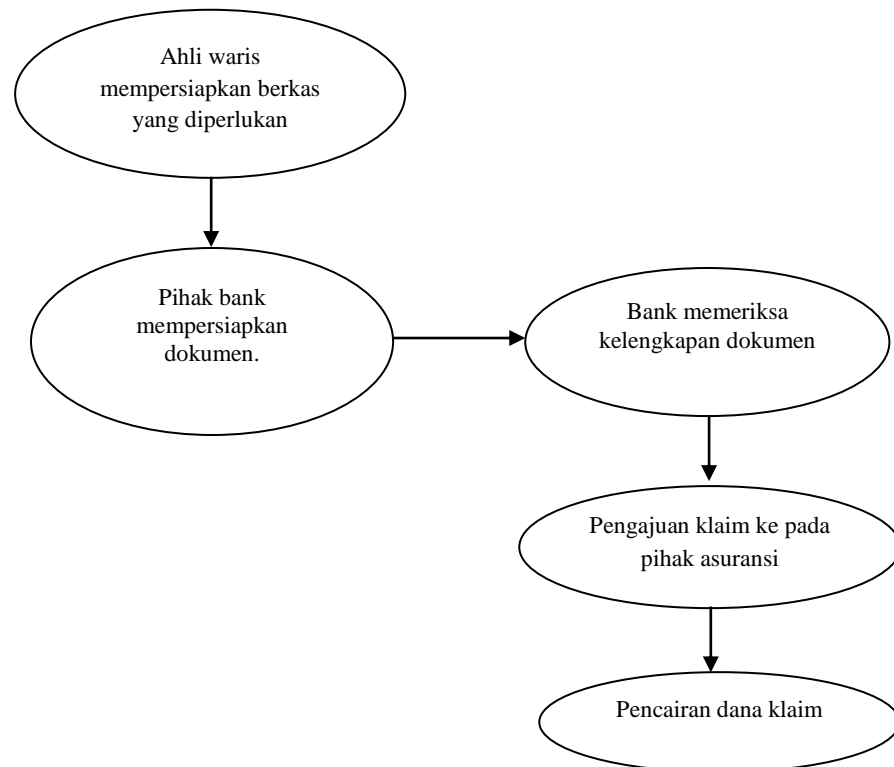 Ahli waris
mempersiapkan berkas
yang diperlukan
Pihak bank
mempersiapkan
dokumen.
Bank memeriksa
kelengkapan dokumen
Pengajuan klaim ke pada
pihak asuransi
Pencairan dana klaim